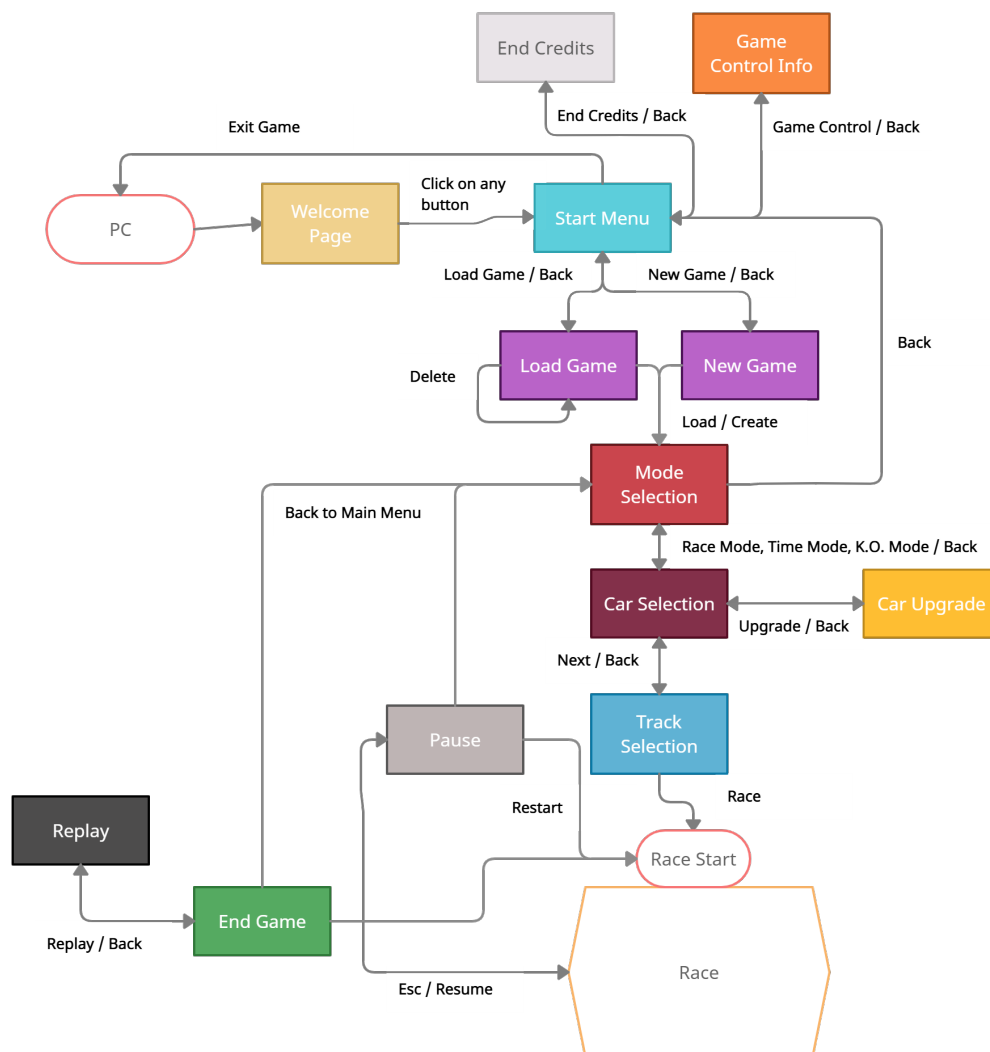 End Credits
Game
Control Info
End Credits / Back
Game Control / Back
Exit Game
Click on any
button
PC
Welcome
Page
Start Menu
Load Game / Back
New Game / Back
Back
Load Game
New Game
Delete
Load / Create
Mode
Selection
Back to Main Menu
Race Mode, Time Mode, K.O. Mode / Back
Car Selection
Car Upgrade
Upgrade / Back
Next / Back
Track
Selection
Pause
Race
Restart
Replay
Race Start
End Game
Replay / Back
Race
Esc / Resume